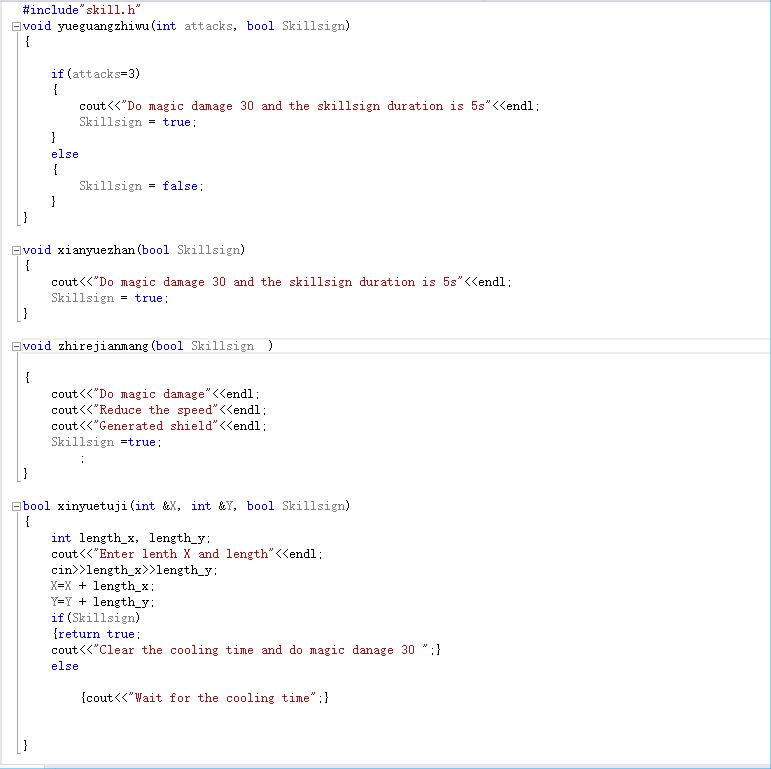 #include"skill.h"
void yueguangzhiwu(int attacks, bool Skillsign)
{
if(attacks=3)
{
cout<<"Do magic damage 30 and the skillsign duration is 5s"<<endl;
Skillsign = true;
}
else
{
Skillsign = false;
}
}
void xianyuezhan(bool Skillsign)
{
cout<<"Do magic damage 30 and the skillsign duration is 5s"<<endl;
Skillsign = true;
}
void zhirejianmang(bool Skillsign  )
{
cout<<"Do magic damage"<<endl;
cout<<"Reduce the speed"<<endl;
cout<<"Generated shield"<<endl;
Skillsign =true;
;
}
bool xinyuetuji(int &X, int &Y, bool Skillsign)
{
int length_x, length_y;
cout<<"Enter lenth X and length"<<endl;
cin>>length_x>>length_y;
X=X + length_x;
Y=Y + length_y;
if(Skillsign)
{return true;
cout<<"Clear the cooling time and do magic danage 30 ";}
else
{cout<<"Wait for the cooling time";}
}